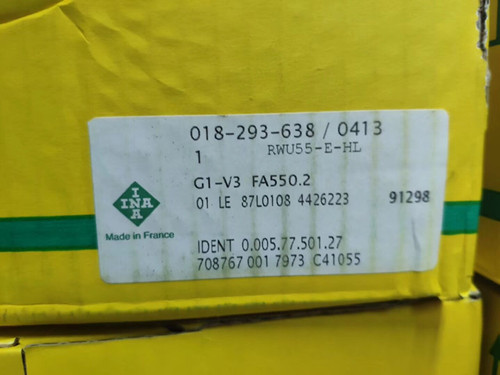 018-293-638 / 0413
1 RWU55-E-HL
G1-V3 FA550.2
01 LE 87L0108 4426223 91298
INA
INA
Made in France
IDENT 0.005.77.501.27
708767 001 7973 C41055